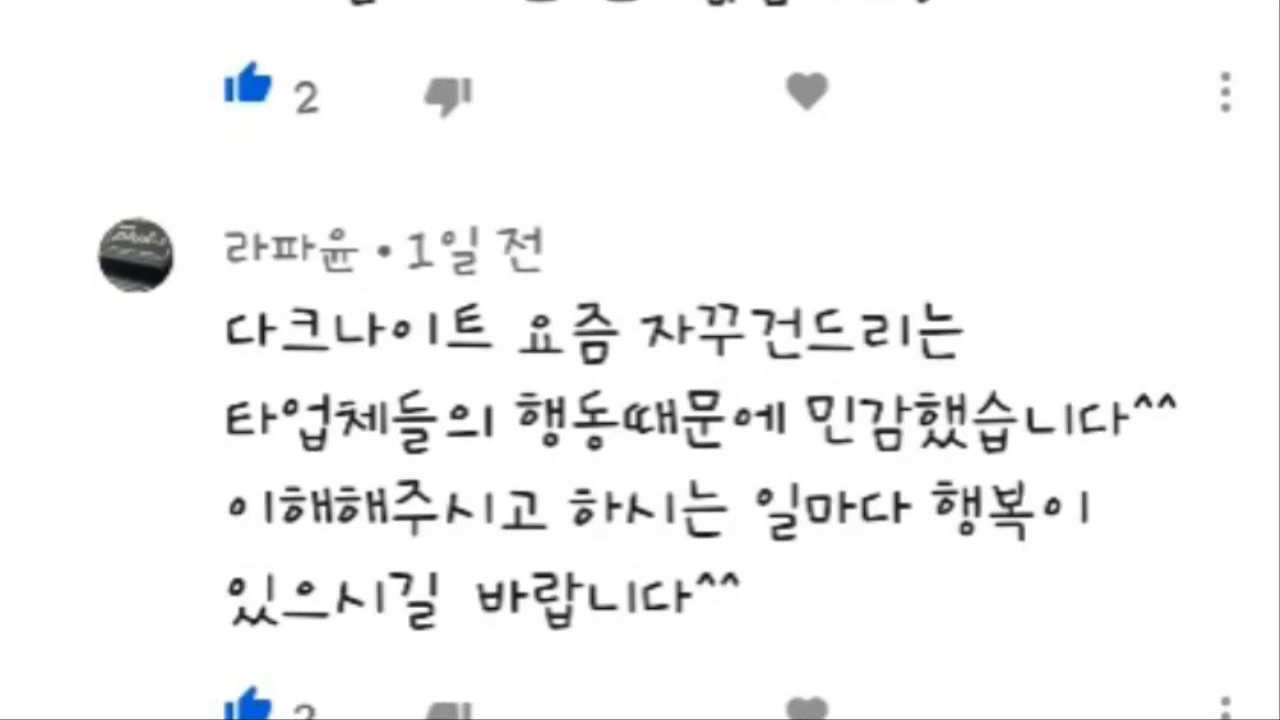 2
라파윤 • 1일 전
다크나이트 요즘 자꾸건드리는
타업체들의 행동때문에 민감했습니다^^
이해해주시고 하시는 일마다 행복이
있으시길 바랍니다^^